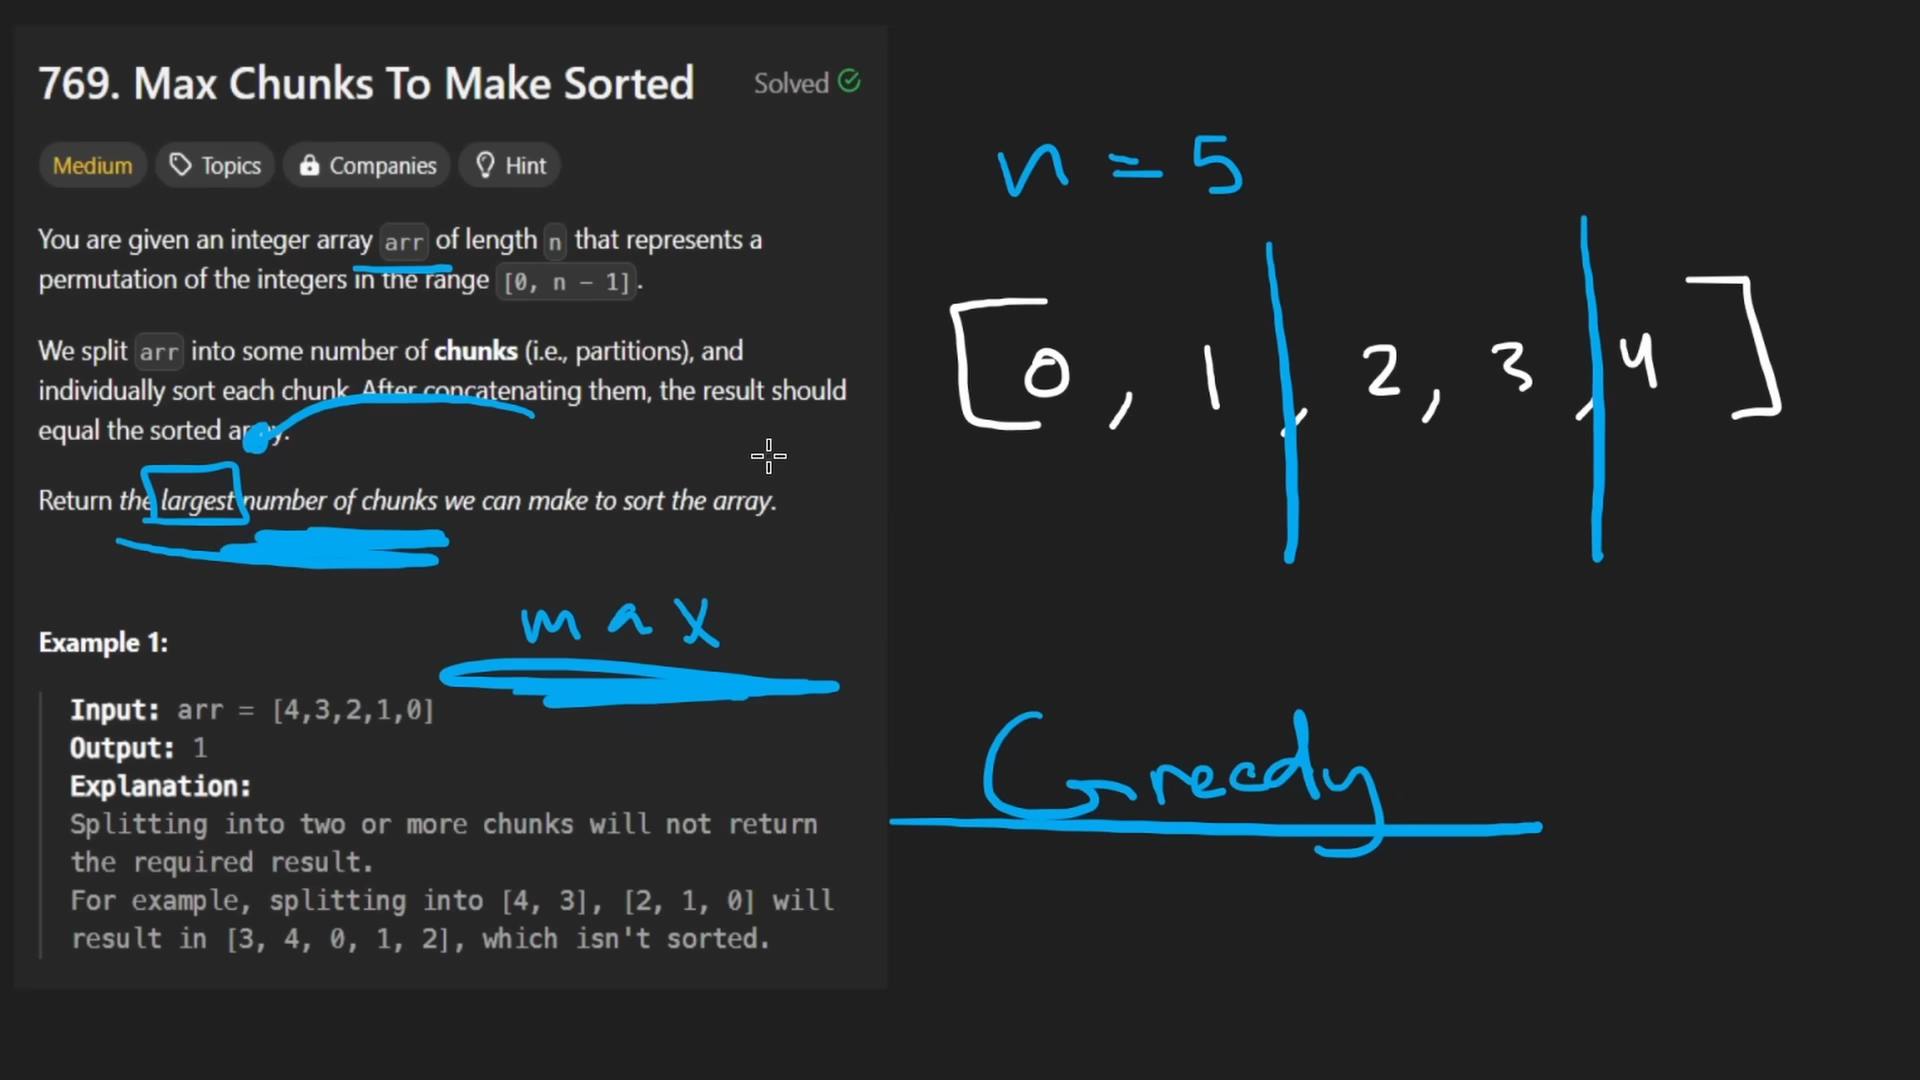 769. Max Chunks To Make Sorted
Solved
Medium Topics Companies Hint
You are given an integer array arr of length n that represents a
permutation of the integers in the range [0, n - 1].
We split arr into some number of chunks (i.e., partitions), and
individually sort each chunk. After concatenating them, the result should
equal the sorted array.
Return the largest number of chunks we can make to sort the array.
max
Example 1:
Input: arr = [4,3,2,1,0]
Output: 1
Explanation:
Splitting into two or more chunks will not return
the required result.
For example, splitting into [4, 3], [2, 1, 0] will
result in [3, 4, 0, 1, 2], which isn't sorted.
n = 5
[0, 1, 2, 3, 4]
Greedy